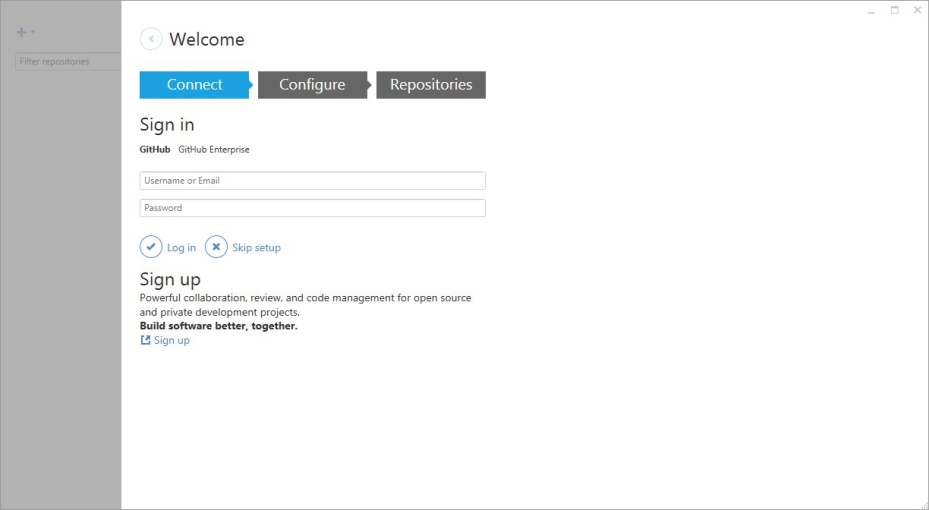 Filter repositories
Welcome
Connect Configure Repositories
Sign in
GitHub GitHub Enterprise
Username or Email
Password
Log in Skip setup
Sign up
Powerful collaboration, review, and code management for open source
and private development projects.
Build software better, together.
Sign up